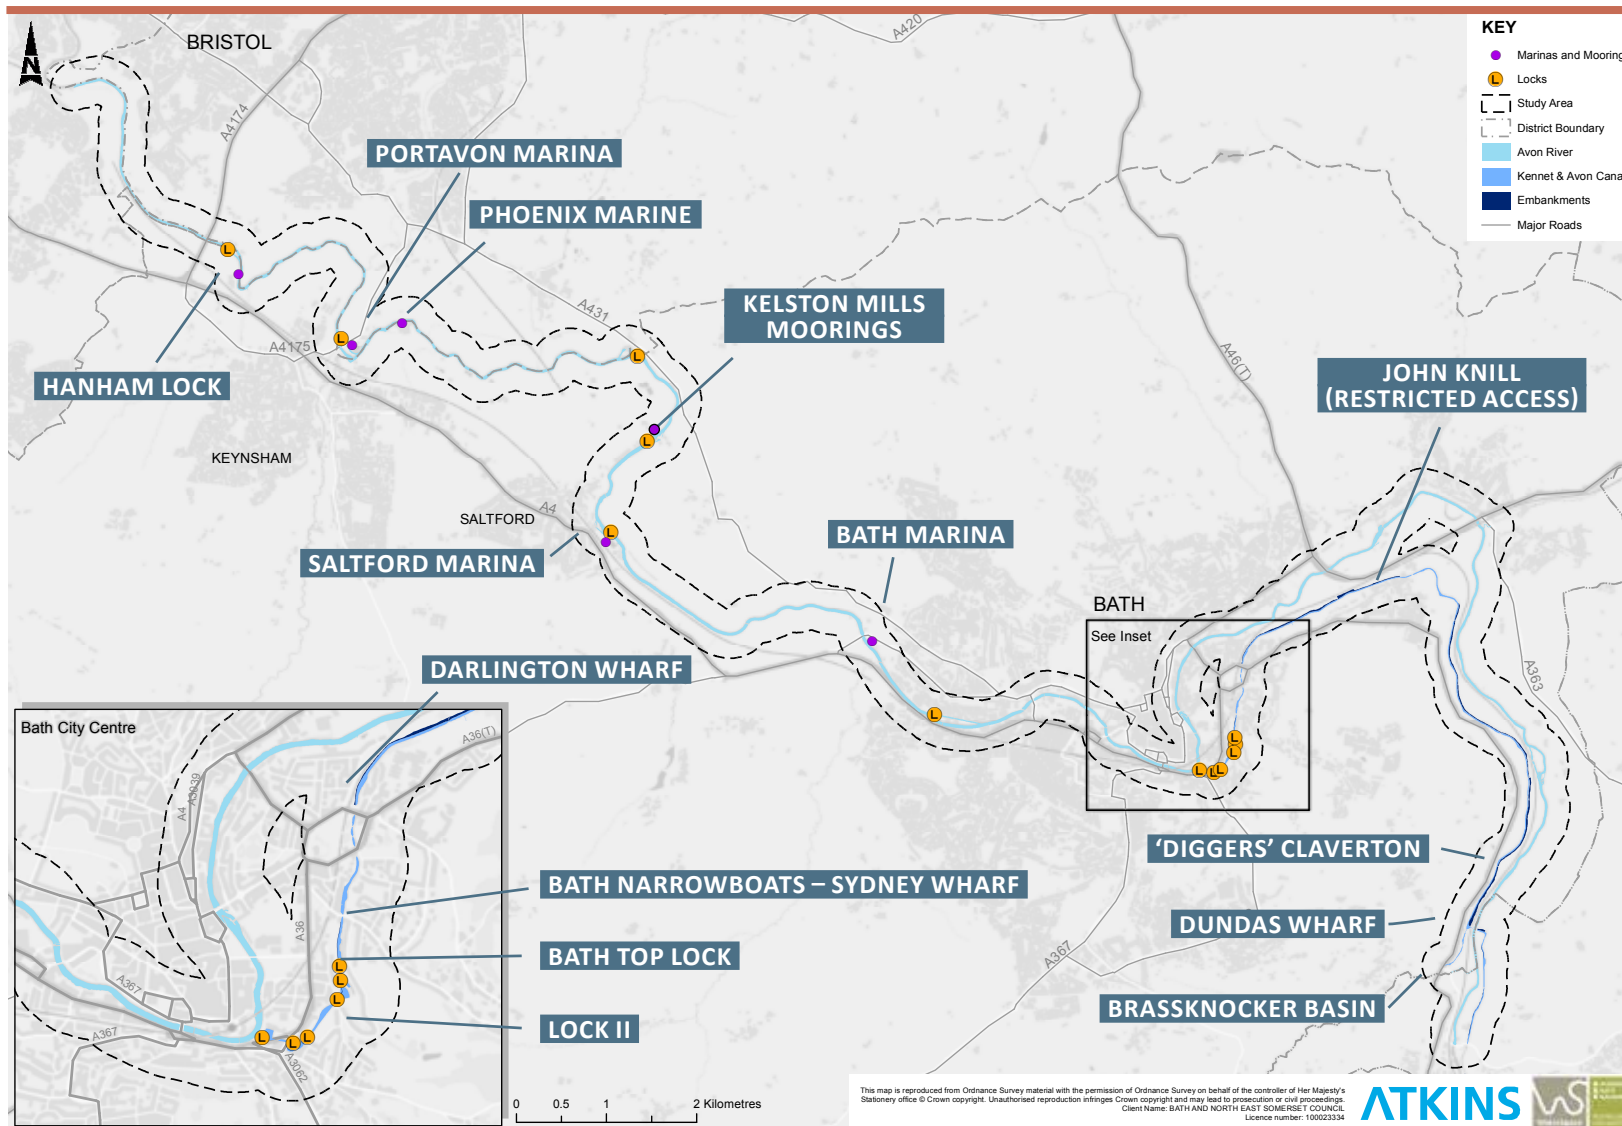 BRISTOL
N
A420
A4174
KEY
Marinas and Mooring
L Locks
Study Area
District Boundary
Avon River
Kennet & Avon Cana
Embankments
Major Roads
PORTAVON MARINA
PHOENIX MARINE
L
KELSTON MILLS
MOORINGS
A431
A46(T)
L
L
A4175
HANHAM LOCK
JOHN KNILL
(RESTRICTED ACCESS)
KEYNSHAM
L
A4
SALTFORD
L
SALTFORD MARINA
BATH MARINA
BATH
See Inset
A363
L
L
L
L
L
L
DARLINGTON WHARF
Bath City Centre
A36(T)
A3039
A4
A36
A367
A367
A3062
L
L
L
L
L
L
BATH NARROWBOATS – SYDNEY WHARF
BATH TOP LOCK
LOCK II
'DIGGERS' CLAVERTON
DUNDAS WHARF
A367
BRASSKNOCKER BASIN
0 0.5 1 2 Kilometres
This map is reproduced from Ordnance Survey material with the permission of Ordnance Survey on behalf of the controller of Her Majesty's
Stationery office © Crown copyright. Unauthorised reproduction infringes Crown copyright and may lead to prosecution or civil proceedings.
Client Name: BATH AND NORTH EAST SOMERSET COUNCIL
Licence number: 100023334
ATKINS